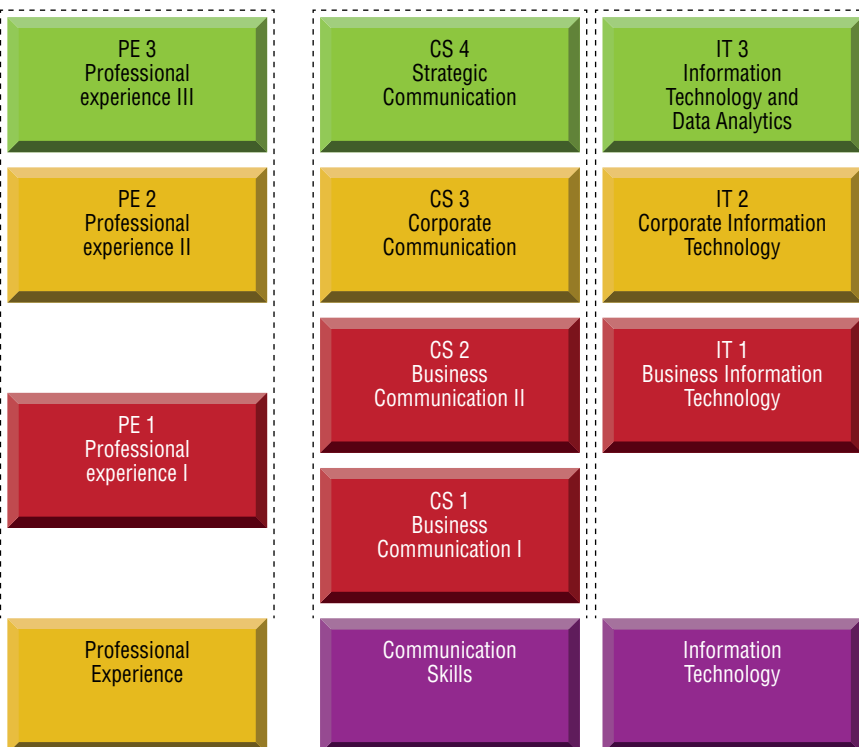 PE 3
Professional
experience III
CS 4
Strategic
Communication
IT 3
Information
Technology and
Data Analytics
PE 2
Professional
experience II
CS 3
Corporate
Communication
IT 2
Corporate Information
Technology
CS 2
Business
Communication II
IT 1
Business Information
Technology
PE 1
Professional
experience I
CS 1
Business
Communication I
Professional
Experience
Communication
Skills
Information
Technology